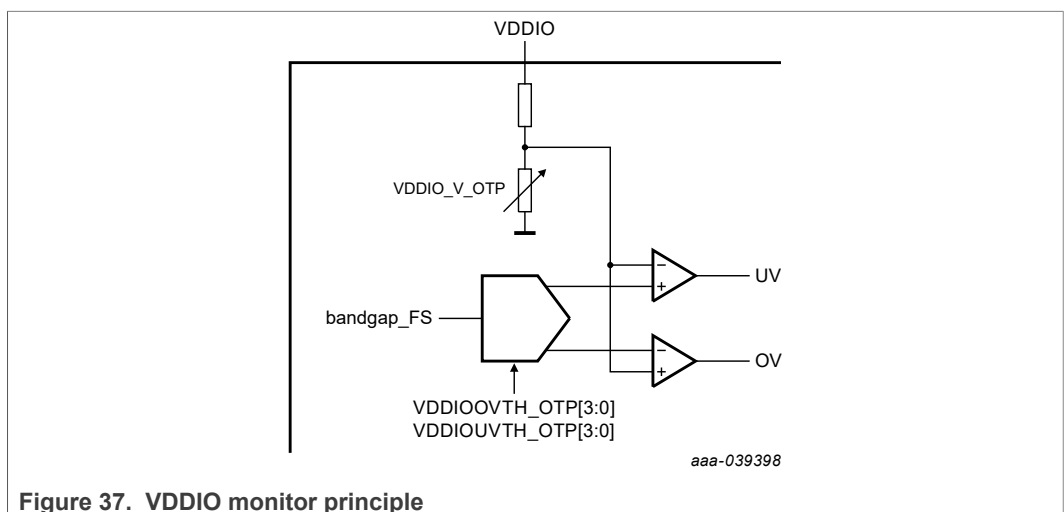 VDDIO
VDDIO_V_OTP
−
+
UV
bandgap_FS
−
+
OV
VDDIOOVTH_OTP[3:0]
VDDIOUVTH_OTP[3:0]
aaa-039398
Figure 37. VDDIO monitor principle